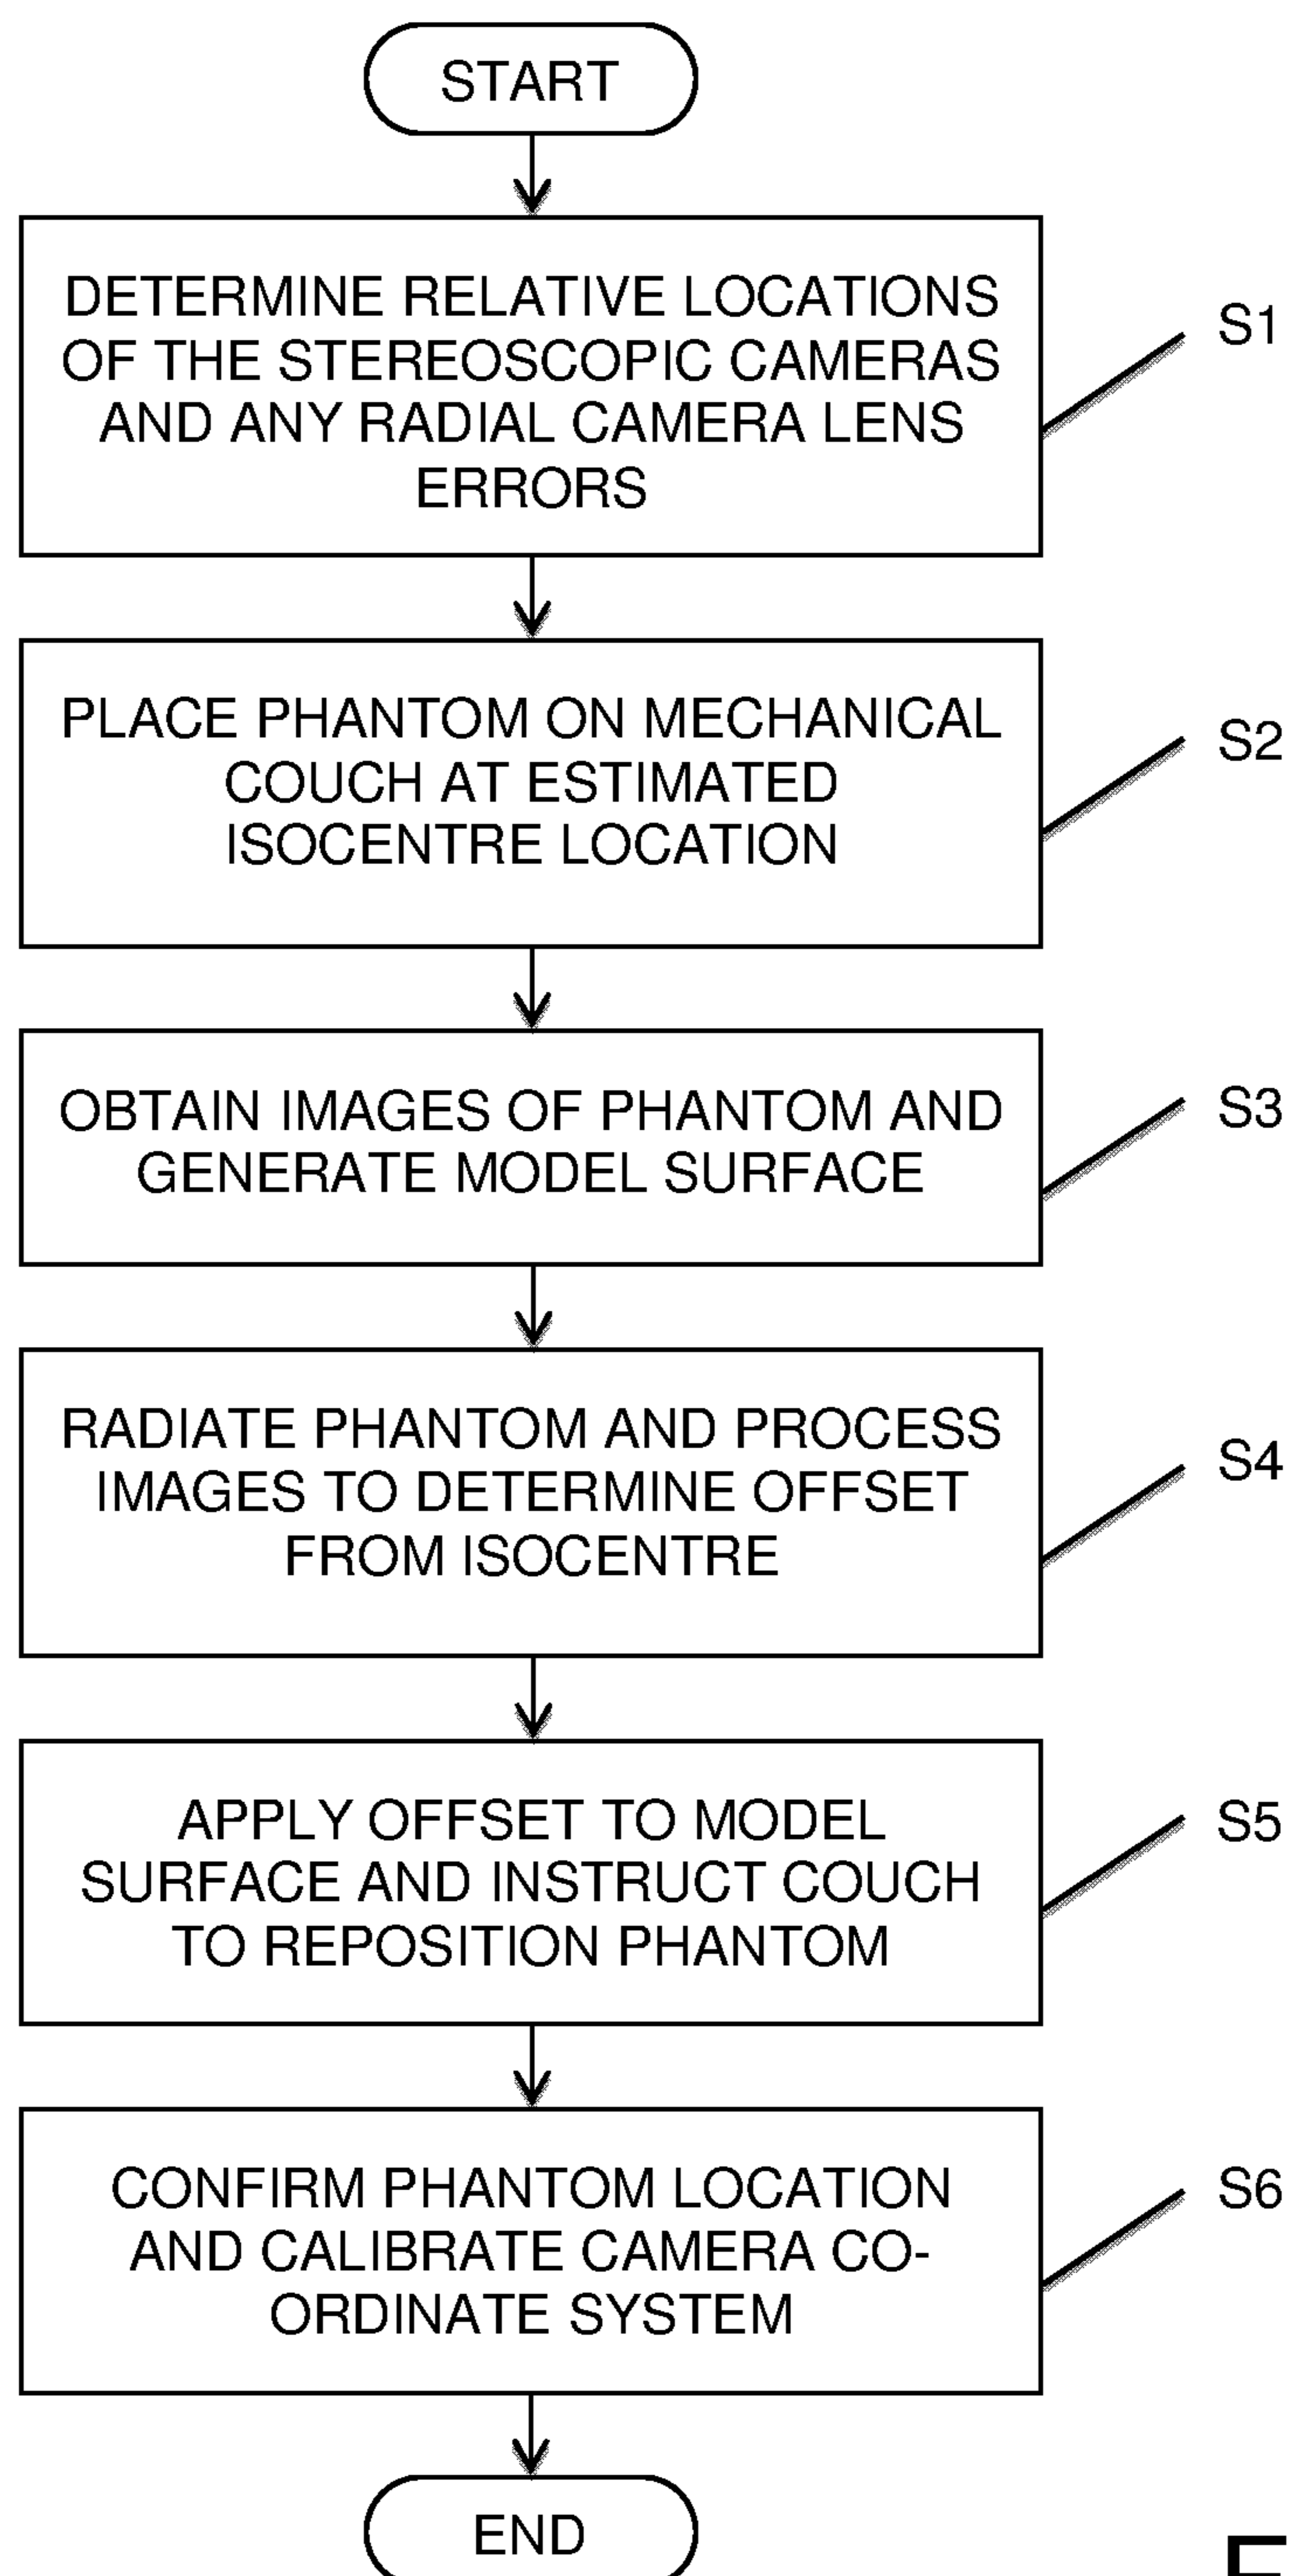 START
DETERMINE RELATIVE LOCATIONS
OF THE STEREOSCOPIC CAMERAS
AND ANY RADIAL CAMERA LENS
ERRORS
S1
PLACE PHANTOM ON MECHANICAL
COUCH AT ESTIMATED
ISOCENTRE LOCATION
S2
OBTAIN IMAGES OF PHANTOM AND
GENERATE MODEL SURFACE
S3
RADIATE PHANTOM AND PROCESS
IMAGES TO DETERMINE OFFSET
FROM ISOCENTRE
S4
APPLY OFFSET TO MODEL
SURFACE AND INSTRUCT COUCH
TO REPOSITION PHANTOM
S5
CONFIRM PHANTOM LOCATION
AND CALIBRATE CAMERA CO-
ORDINATE SYSTEM
S6
END